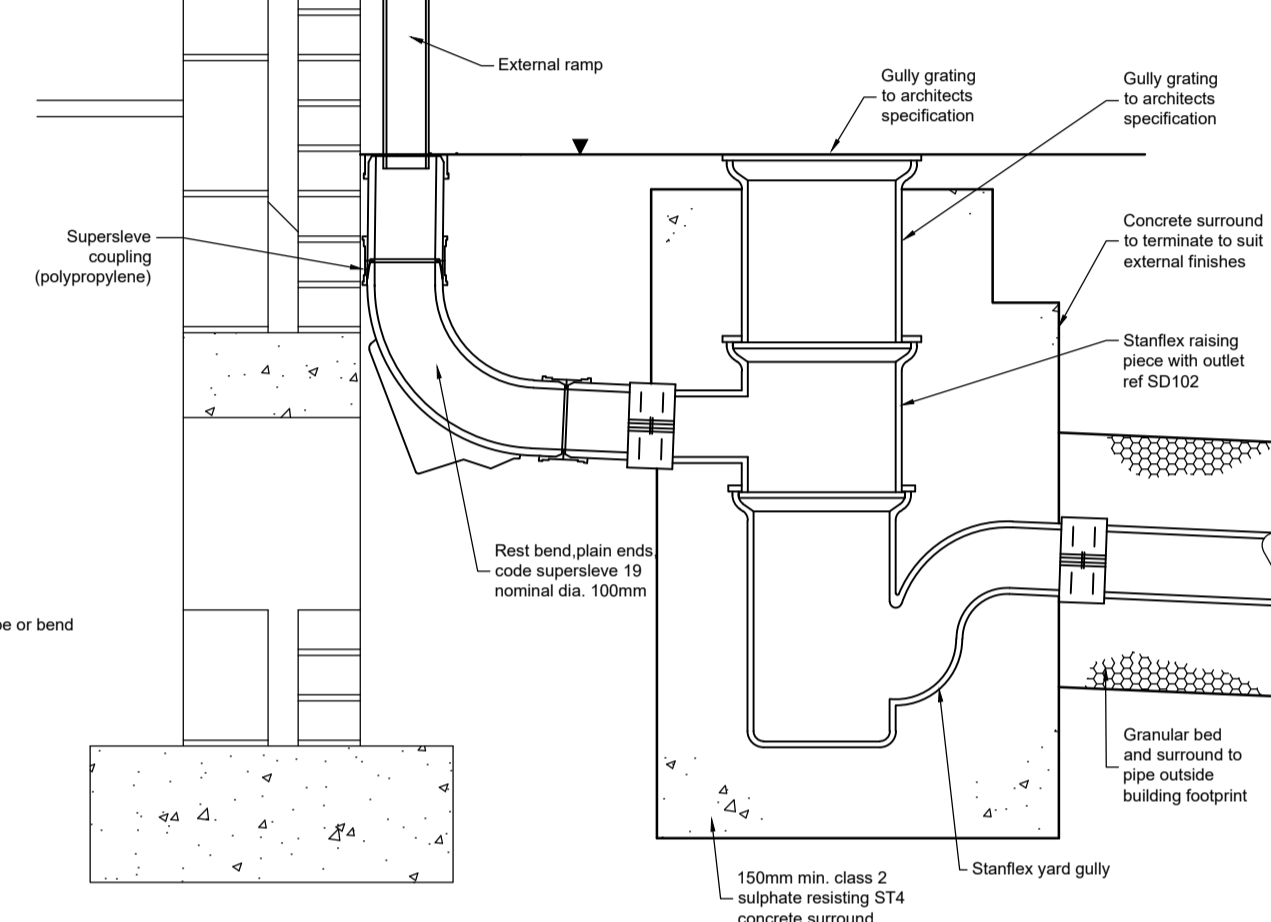 External ramp
Gully grating
to architects
specification
Gully grating
to architects
specification
Supersleve
coupling
(polypropylene)
Concrete surround
to terminate to suit
external finishes
Stanflex raising
piece with outlet
ref SD102
Rest bend,plain ends,
code supersleve 19
nominal dia. 100mm
or bend
Granular bed
and surround to
pipe outside
building footprint
Stanflex yard gully
150mm min. class 2
sulphate resisting ST4
concrete surround